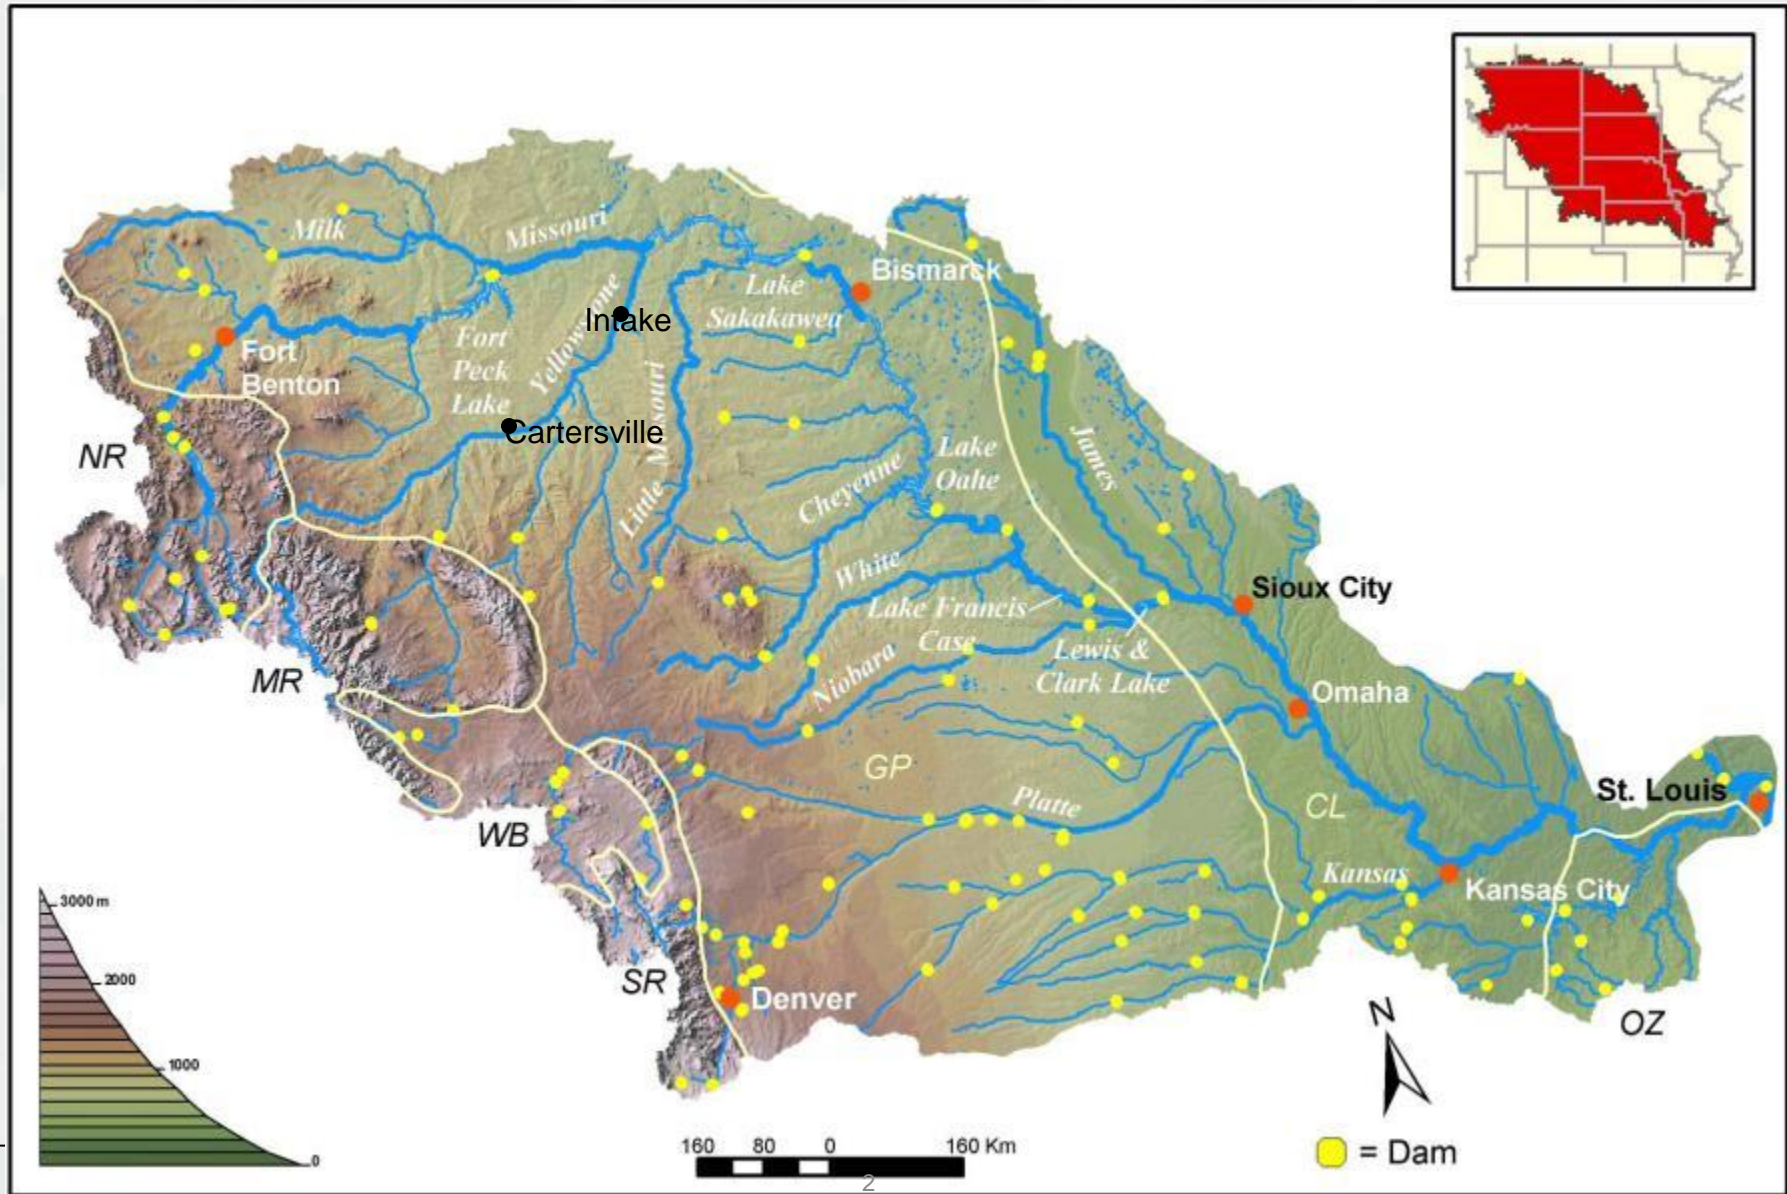 Milk
Missouri
Bismarck
Lake
Sakakawea
Yellowstone
Intake
Fort
Benton
Fort
Peck
Lake
Cartersville
Little Missouri
NR
Cheyenne
Lake
Oahe
James
White
Lake Francis
Case
Sioux City
Lewis &
Clark Lake
Niobara
MR
Omaha
GP
Platte
CL
St. Louis
WB
Kansas
Kansas City
3000 m
2000
1000
0
SR
Denver
OZ
N
160 80 0 160 Km
= Dam
2